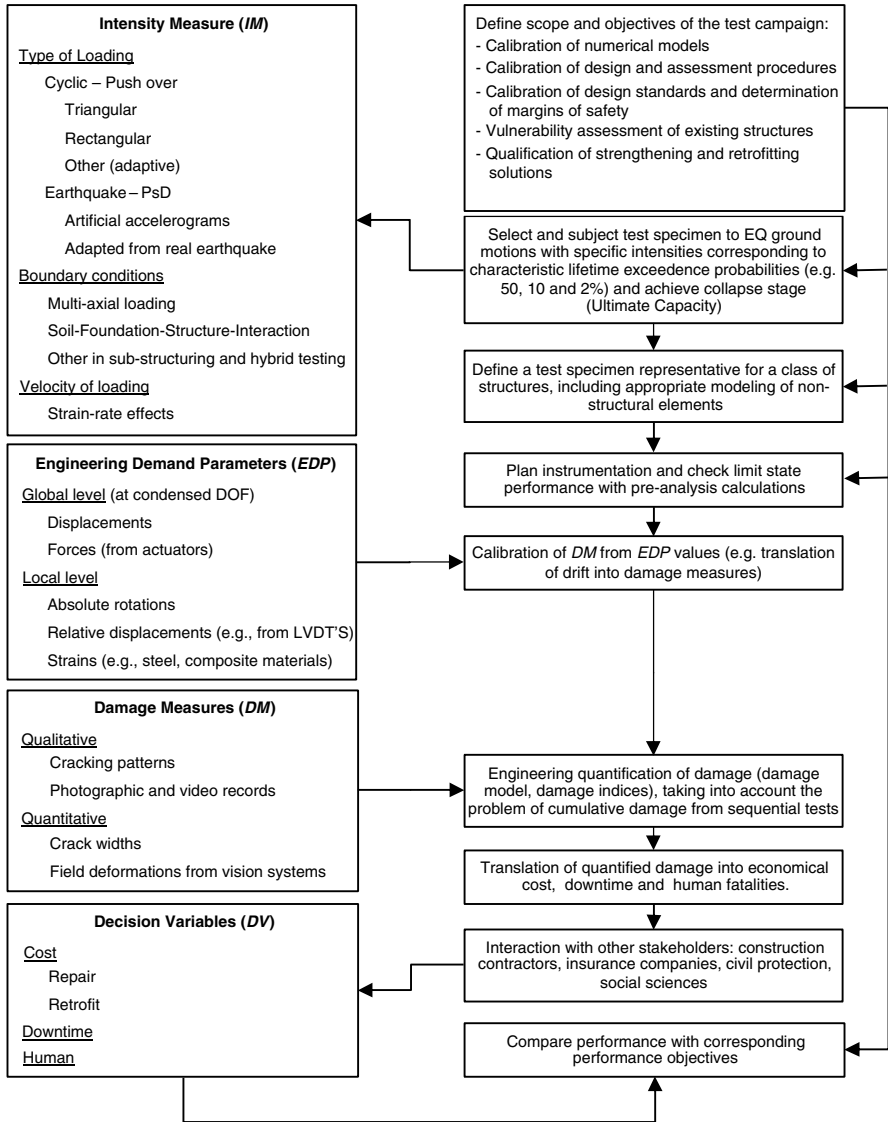 Intensity Measure (IM)
Type of Loading
Cyclic – Push over
Triangular
Rectangular
Other (adaptive)
Earthquake – PsD
Artificial accelerograms
Adapted from real earthquake
Boundary conditions
Multi-axial loading
Soil-Foundation-Structure-Interaction
Other in sub-structuring and hybrid testing
Velocity of loading
Strain-rate effects
Engineering Demand Parameters (EDP)
Global level (at condensed DOF)
Displacements
Forces (from actuators)
Local level
Absolute rotations
Relative displacements (e.g., from LVDT'S)
Strains (e.g., steel, composite materials)
Damage Measures (DM)
Qualitative
Cracking patterns
Photographic and video records
Quantitative
Crack widths
Field deformations from vision systems
Decision Variables (DV)
Cost
Repair
Retrofit
Downtime
Human
Define scope and objectives of the test campaign:
- Calibration of numerical models
- Calibration of design and assessment procedures
- Calibration of design standards and determination
of margins of safety
- Vulnerability assessment of existing structures
- Qualification of strengthening and retrofitting
solutions
Select and subject test specimen to EQ ground
motions with specific intensities corresponding to
characteristic lifetime exceedence probabilities (e.g.
50, 10 and 2%) and achieve collapse stage
(Ultimate Capacity)
Define a test specimen representative for a class of
structures, including appropriate modeling of non-
structural elements
Plan instrumentation and check limit state
performance with pre-analysis calculations
Calibration of DM from EDP values (e.g. translation
of drift into damage measures)
Engineering quantification of damage (damage
model, damage indices), taking into account the
problem of cumulative damage from sequential tests
Translation of quantified damage into economical
cost, downtime and human fatalities.
Interaction with other stakeholders: construction
contractors, insurance companies, civil protection,
social sciences
Compare performance with corresponding
performance objectives